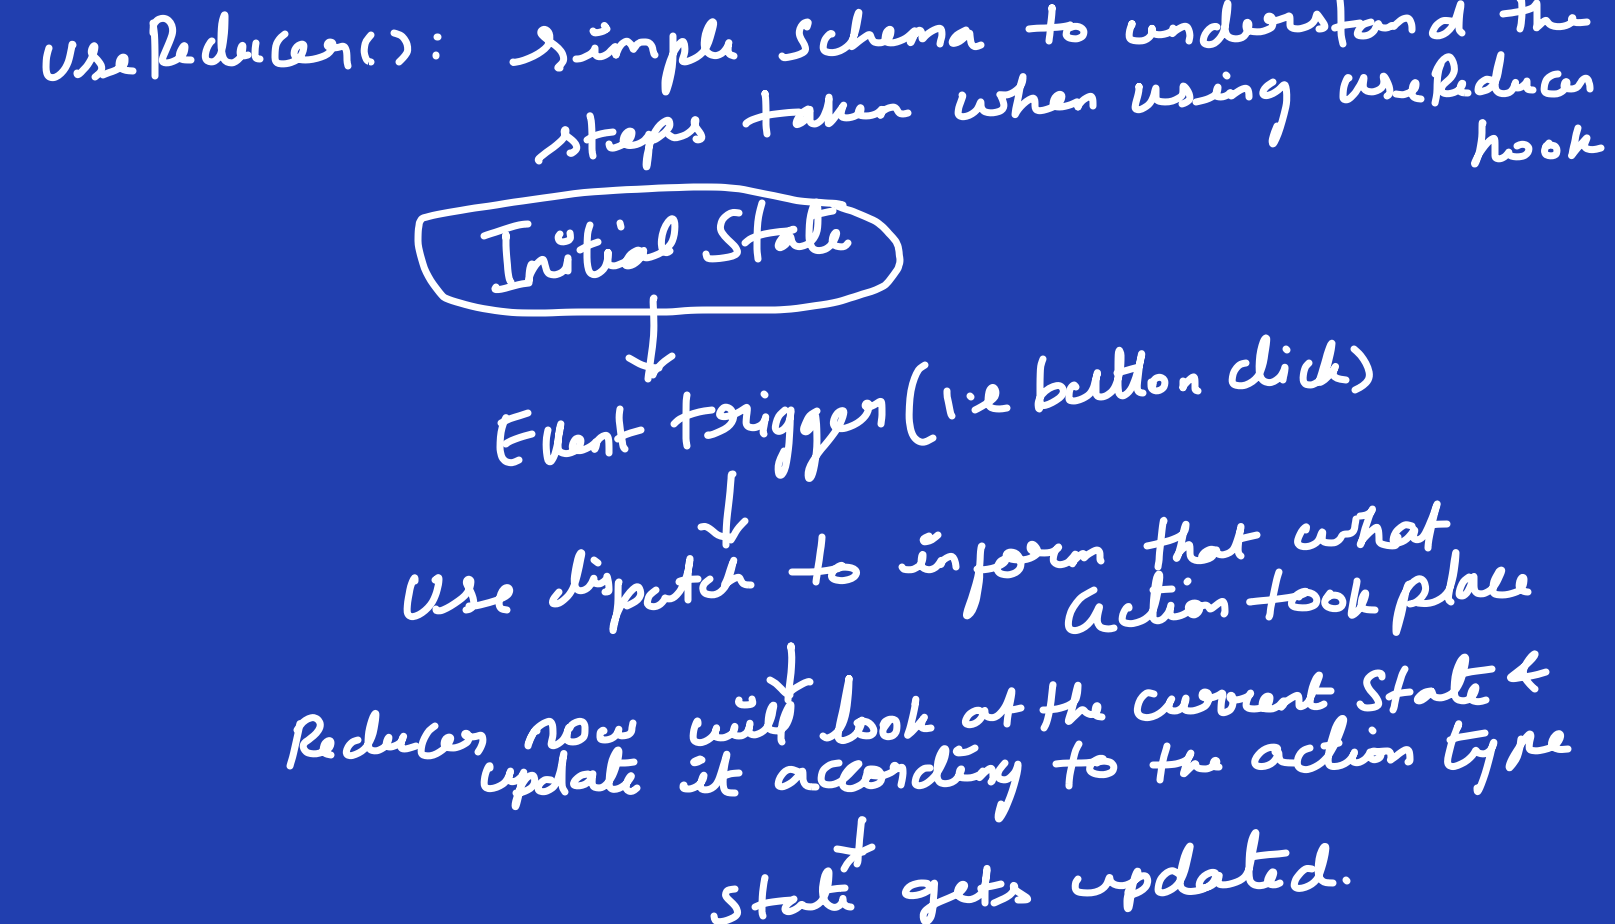 useReducer(): simple schema to understand the
steps taken when using useReducer
hook
Initial State
Event trigger (i.e button click)
Use dispatch to inform that what
action took place
Reducer now will look at the current state &
update it according to the action type
state gets updated.